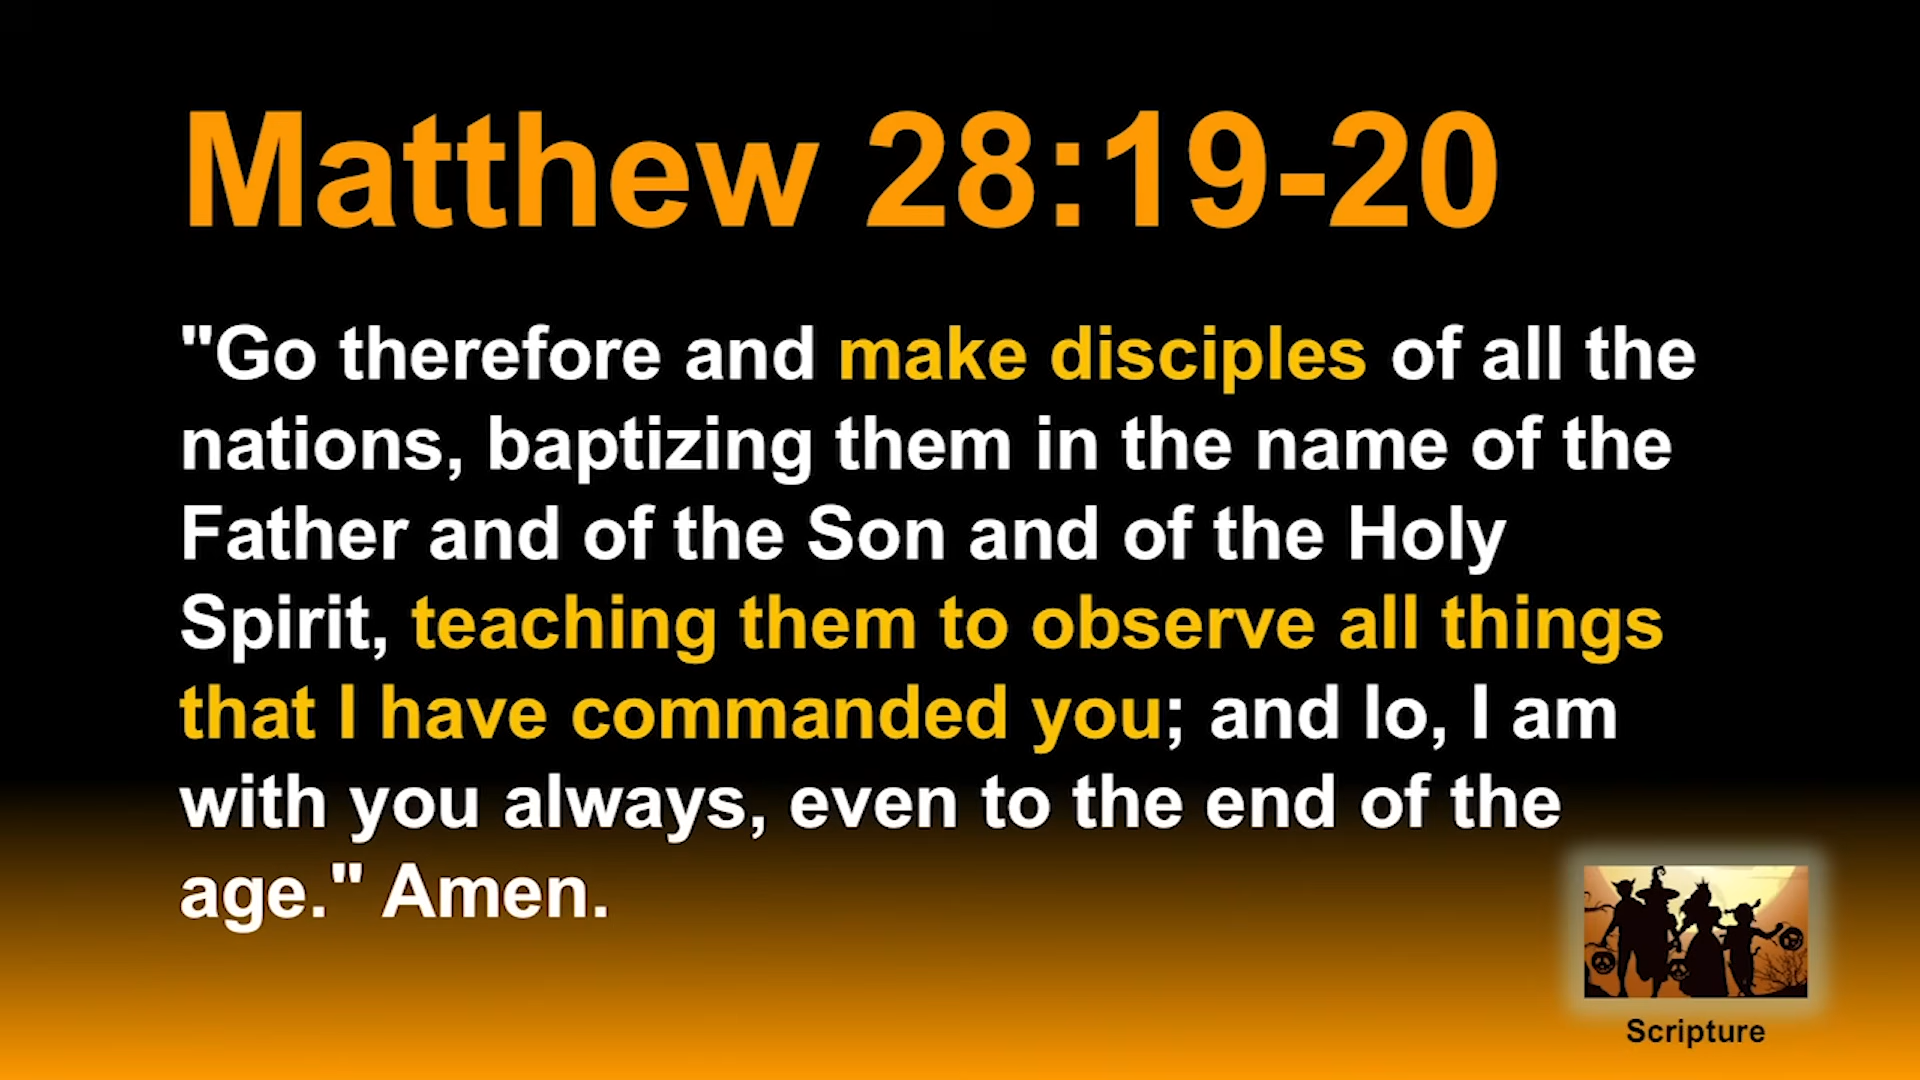 Matthew 28:19-20
"Go therefore and make disciples of all the
nations, baptizing them in the name of the
Father and of the Son and of the Holy
Spirit, teaching them to observe all things
that I have commanded you; and lo, I am
with you always, even to the end of the
age." Amen.
Scripture